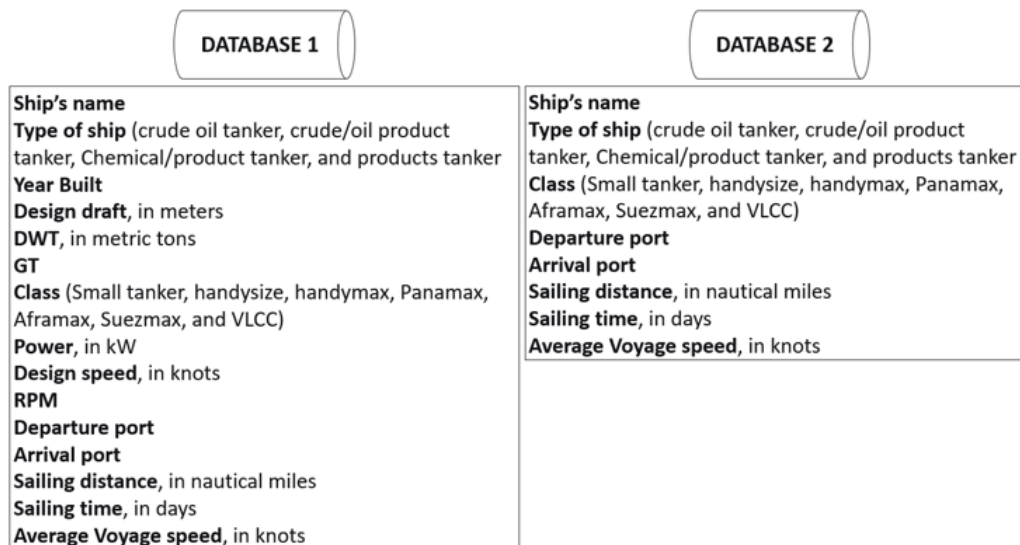 DATABASE 1
Ship's name
Type of ship (crude oil tanker, crude/oil product
tanker, Chemical/product tanker, and products tanker
Year Built
Design draft, in meters
DWT, in metric tons
GT
Class (Small tanker, handysize, handymax, Panamax,
Aframax, Suezmax, and VLCC)
Power, in kW
Design speed, in knots
RPM
Departure port
Arrival port
Sailing distance, in nautical miles
Sailing time, in days
Average Voyage speed, in knots
DATABASE 2
Ship's name
Type of ship (crude oil tanker, crude/oil product
tanker, Chemical/product tanker, and products tanker
Class (Small tanker, handysize, handymax, Panamax,
Aframax, Suezmax, and VLCC)
Departure port
Arrival port
Sailing distance, in nautical miles
Sailing time, in days
Average Voyage speed, in knots